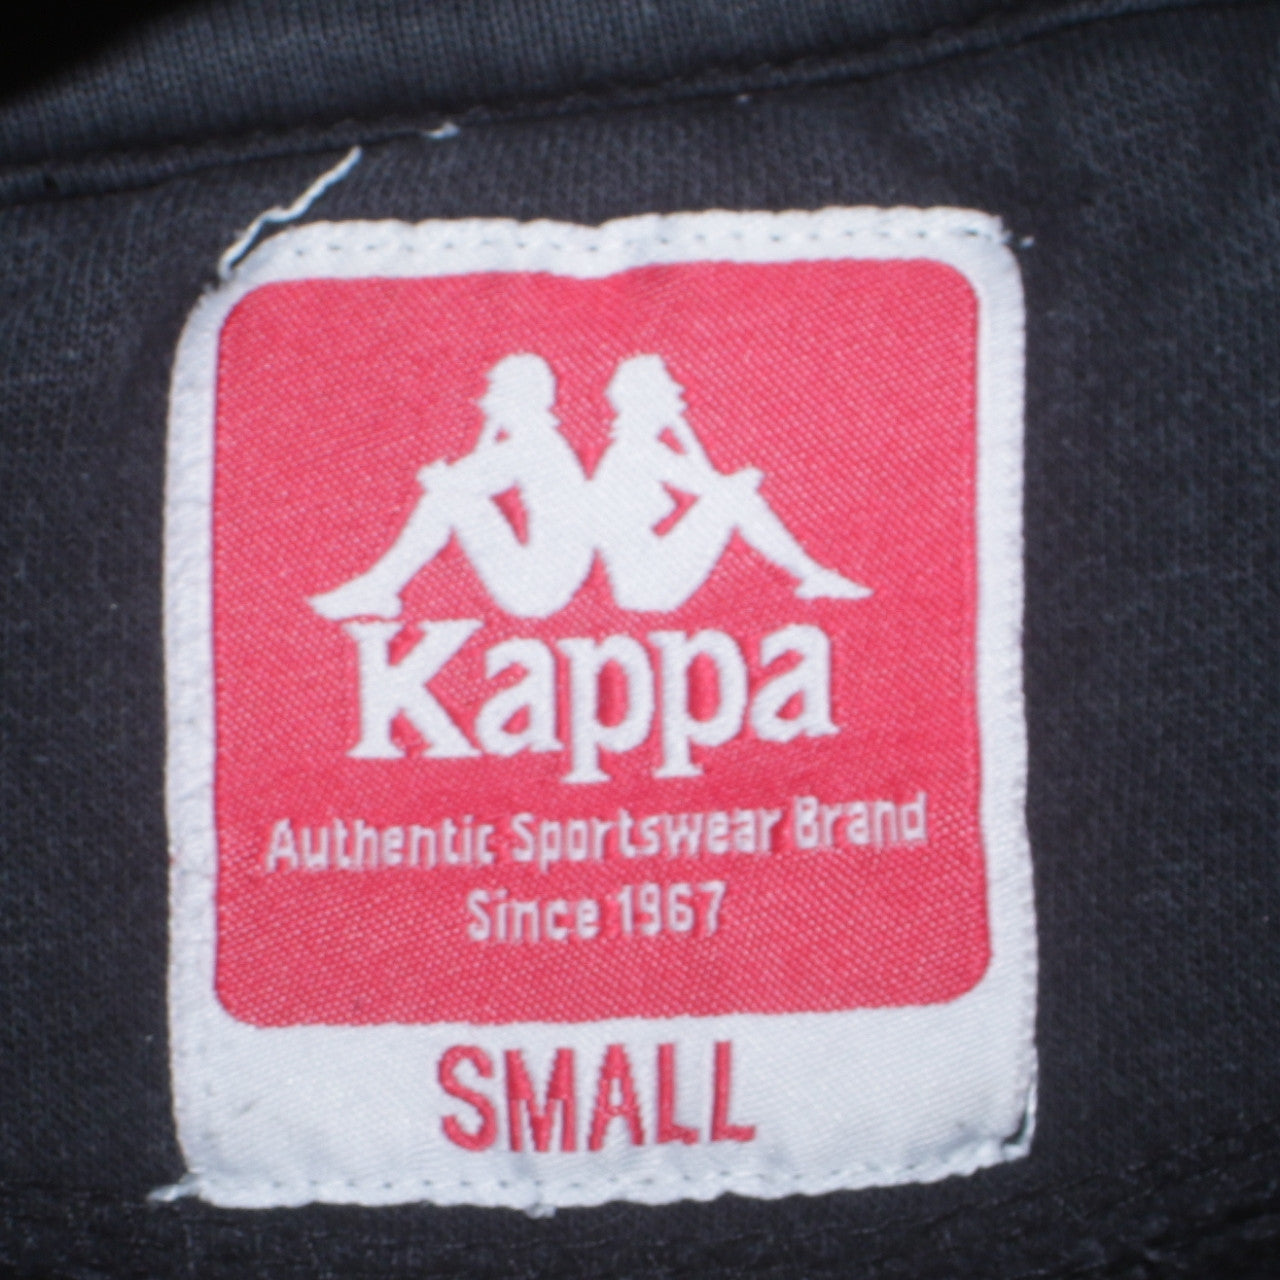 Kappa
Authentic Sportswear Brand
Since 1967
SMALL